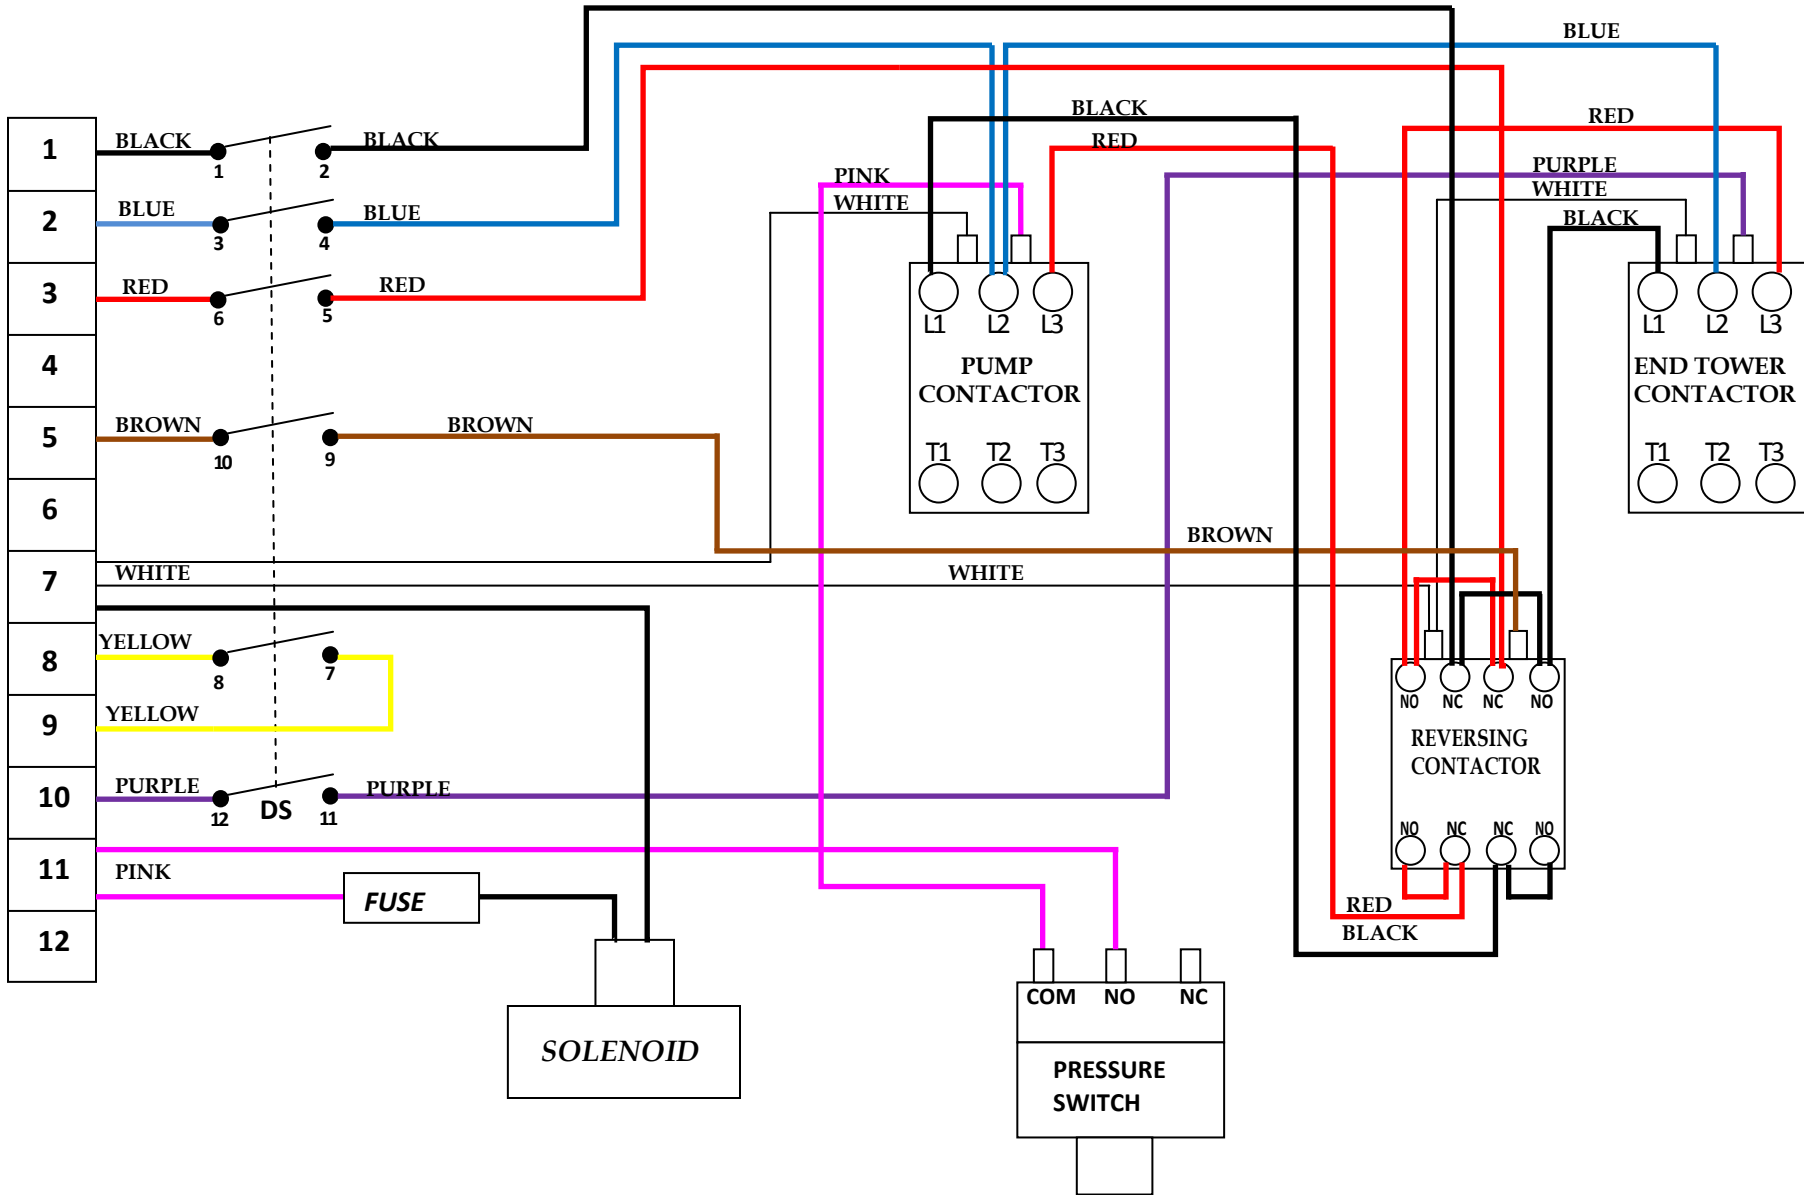 BLUE
BLACK
RED
PINK
WHITE
RED
PURPLE
WHITE
BLACK
1
BLACK
1
2
BLACK
2
BLUE
3
4
BLUE
3
RED
6
5
RED
4
5
BROWN
10
9
BROWN
6
7
WHITE
WHITE
BROWN
8
YELLOW
8
7
9
YELLOW
10
PURPLE
12
DS
11
PURPLE
11
PINK
FUSE
12
SOLENOID
L1 L2 L3
PUMP
CONTACTOR
T1 T2 T3
L1 L2 L3
END TOWER
CONTACTOR
T1 T2 T3
NO NC NC NO
REVERSING
CONTACTOR
NO NC NC NO
RED
BLACK
COM NO NC
PRESSURE
SWITCH